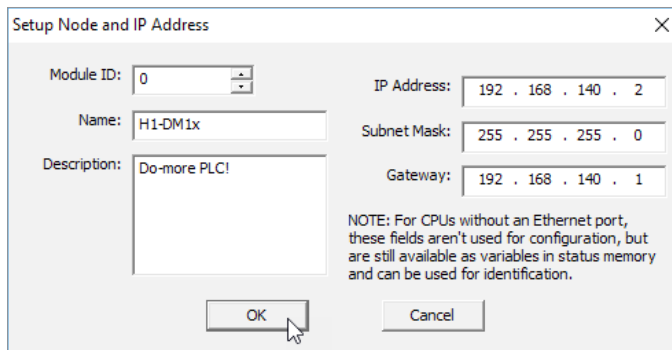 Setup Node and IP Address
Module ID: 0
Name: H1-DM1x
Description: Do-more PLC!
IP Address: 192 . 168 . 140 . 2
Subnet Mask: 255 . 255 . 255 . 0
Gateway: 192 . 168 . 140 . 1
NOTE: For CPUs without an Ethernet port,
these fields aren't used for configuration, but
are still available as variables in status memory
and can be used for identification.
OK
Cancel